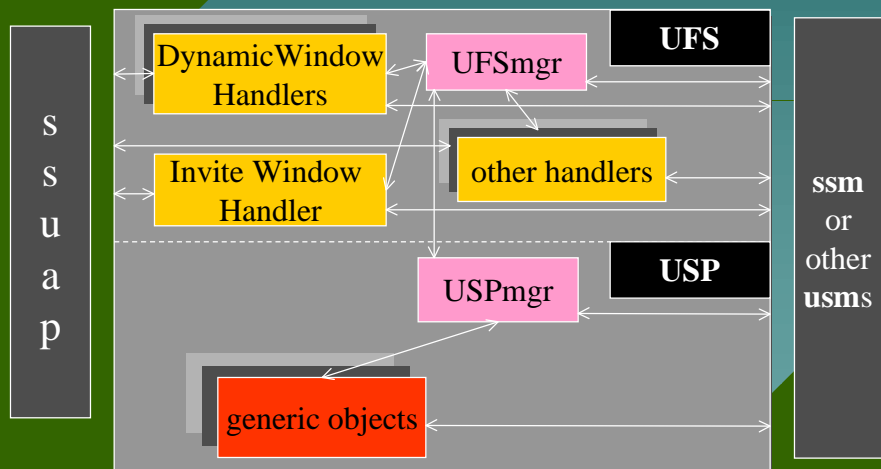 s
s
u
a
p
DynamicWindow
Handlers
UFSmgr
UFS
Invite Window
Handler
other handlers
USP
USPmgr
generic objects
ssm
or
other
usms